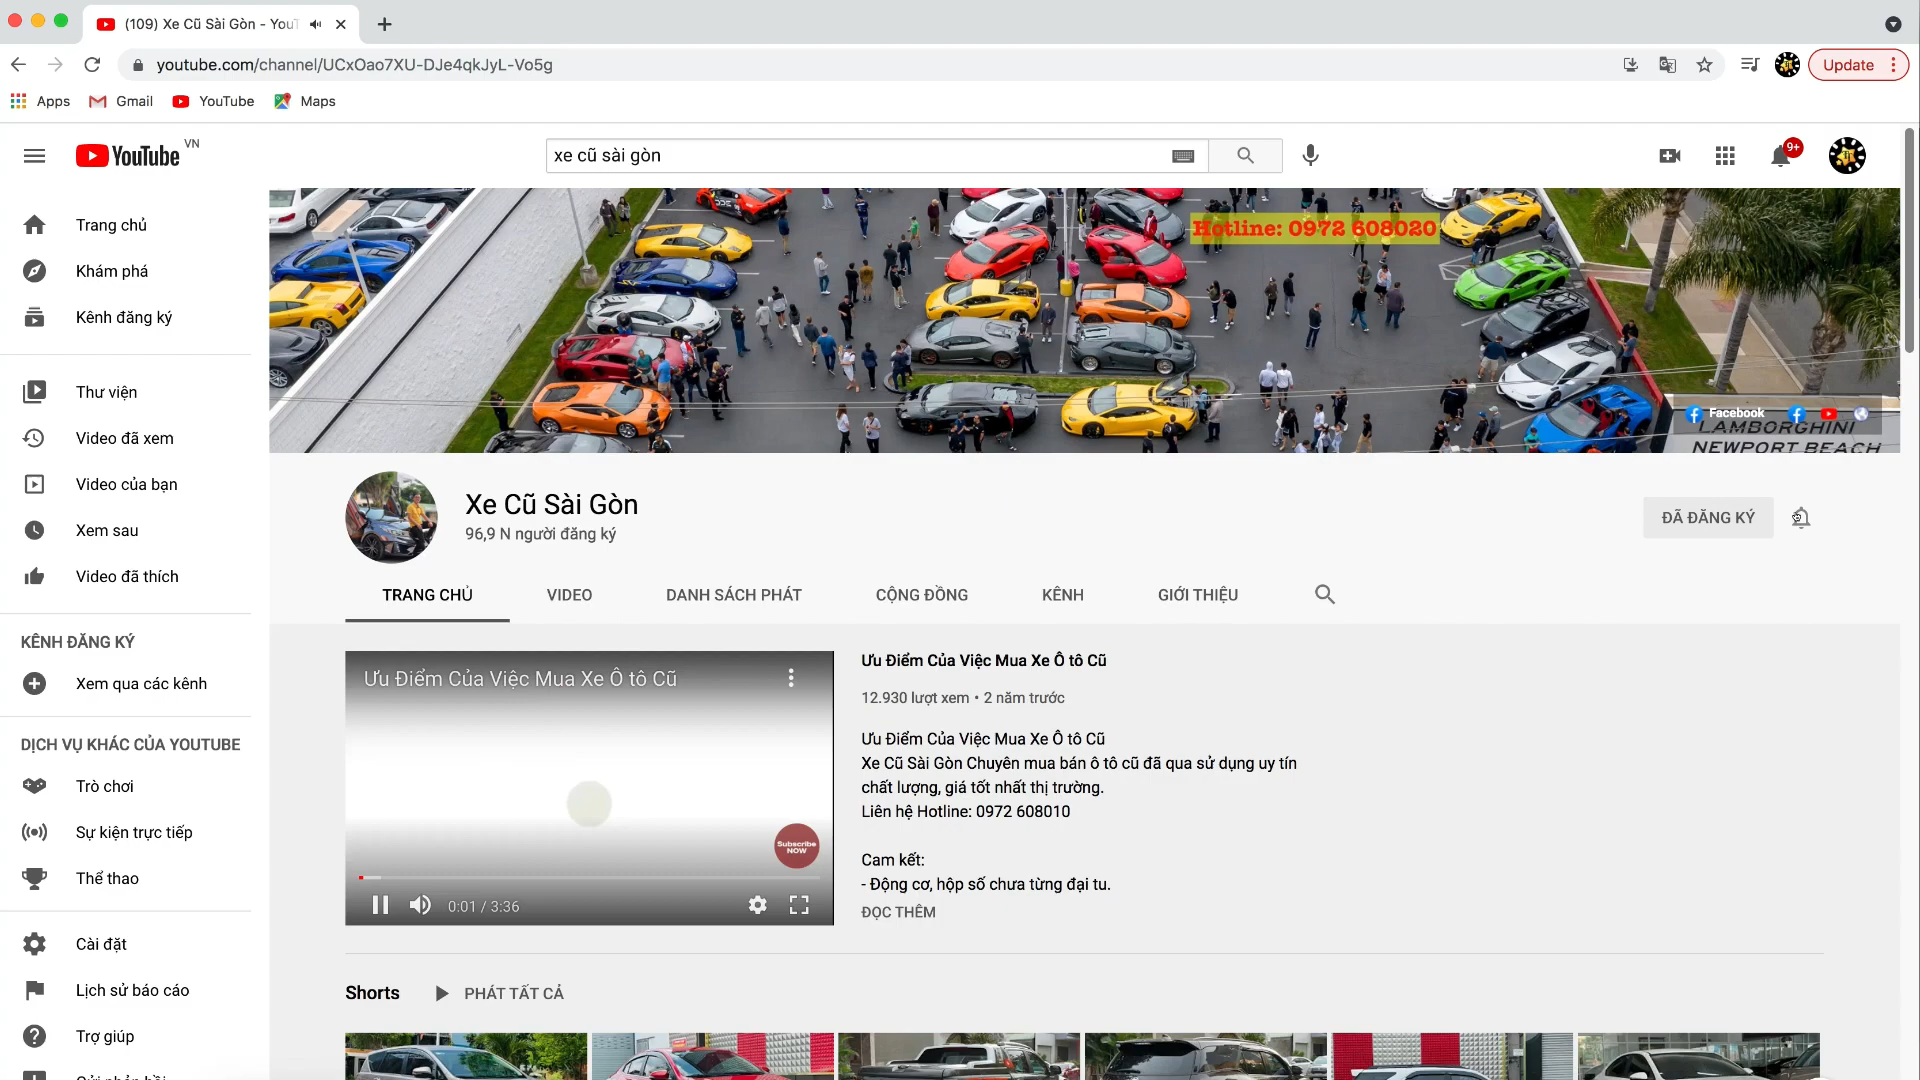 (109) Xe Cũ Sài Gòn - YouT
youtube.com/channel/UCxOao7XU-DJe4qkJyL-Vo5g
Update
Apps
Gmail
YouTube
Maps
YouTube VN
xe cũ sài gòn
9+
Trang chủ
Khám phá
Kênh đăng ký
Thư viện
Video đã xem
Video của bạn
Xem sau
Video đã thích
KÊNH ĐĂNG KÝ
Xem qua các kênh
DỊCH VỤ KHÁC CỦA YOUTUBE
Trò chơi
Sự kiện trực tiếp
Thể thao
Cài đặt
Lịch sử báo cáo
Trợ giúp
Hotline: 0972 608020
Facebook
LAMBORGHINI
NEWPORT BEACH
Xe Cũ Sài Gòn
96,9 N người đăng ký
ĐÃ ĐĂNG KÝ
TRANG CHỦ
VIDEO
DANH SÁCH PHÁT
CỘNG ĐỒNG
KÊNH
GIỚI THIỆU
Ưu Điểm Của Việc Mua Xe Ô tô Cũ
Subscribe
NOW
0:01 / 3:36
Ưu Điểm Của Việc Mua Xe Ô tô Cũ
12.930 lượt xem • 2 năm trước
Ưu Điểm Của Việc Mua Xe Ô tô Cũ
Xe Cũ Sài Gòn Chuyên mua bán ô tô cũ đã qua sử dụng uy tín
chất lượng, giá tốt nhất thị trường.
Liên hệ Hotline: 0972 608010
Cam kết:
- Động cơ, hộp số chưa từng đại tu.
ĐỌC THÊM
Shorts
PHÁT TẤT CẢ